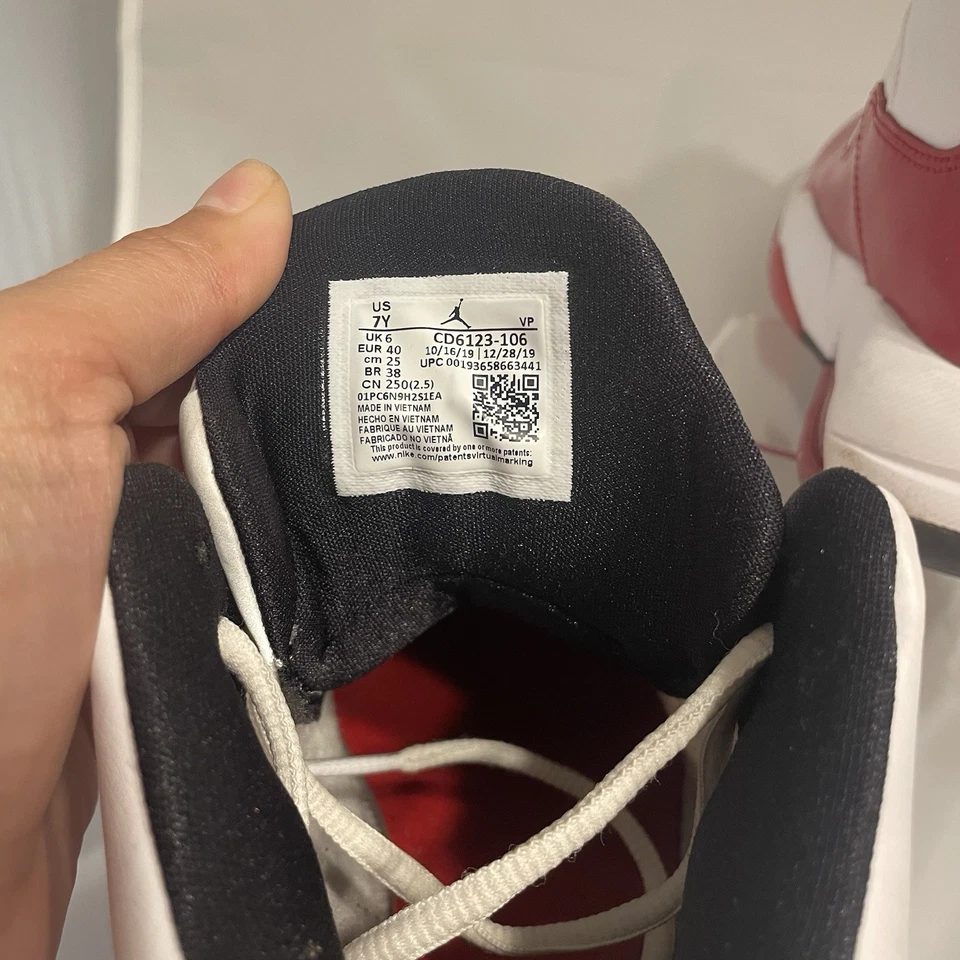 US
7Y
VP
UK 6
CD6123-106
EUR 40
10/16/19 | 12/28/19
cm 25
UPC 00193658663441
BR 38
CN 250(2.5)
01PC6N9H2S1EA
MADE IN VIETNAM
HECHO EN VIETNAM
FABRIQUE AU VIETNAM
FABRICADO NO VIETNÃ
This product is covered by one or more patents:
www.nike.com/patentsvirtualmarking